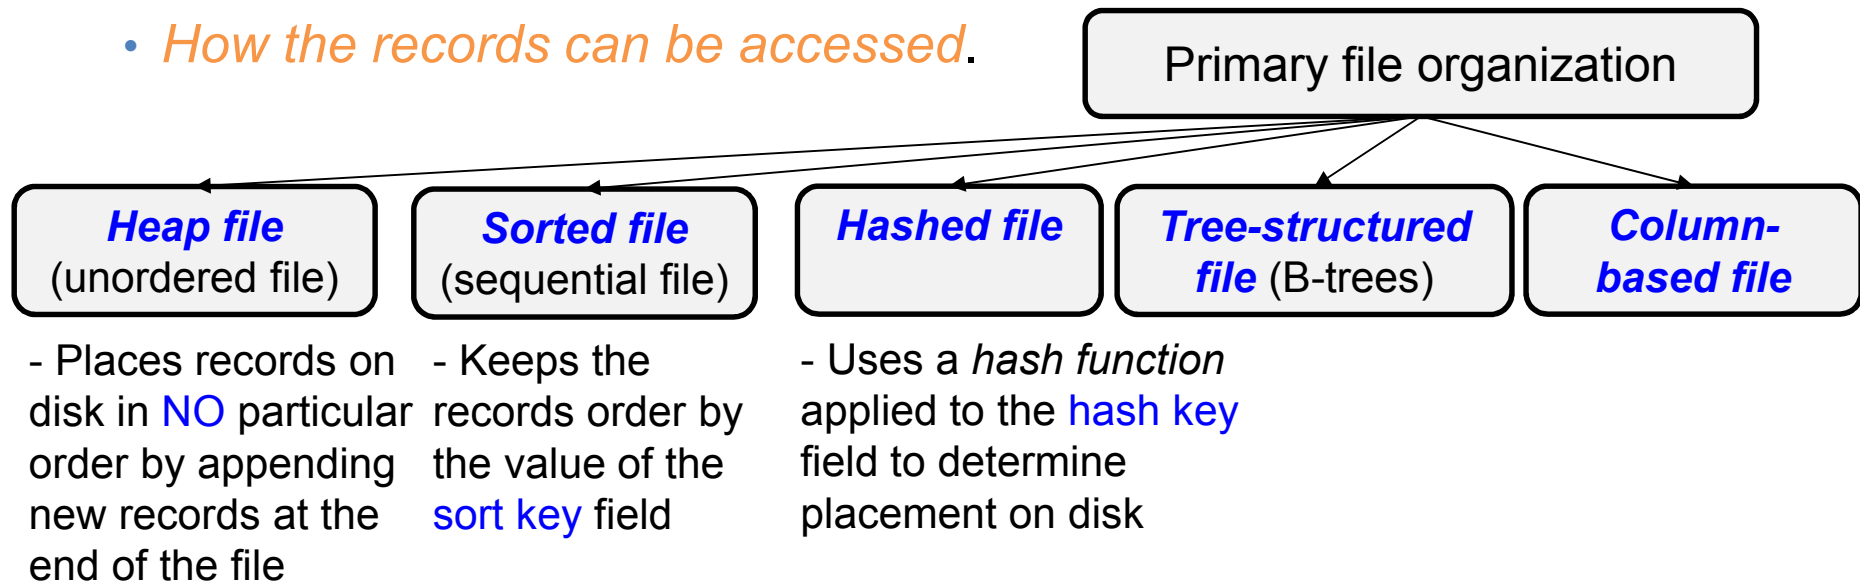 • How the records can be accessed.
Primary file organization
Heap file
(unordered file)
Sorted file
(sequential file)
Hashed file
Tree-structured
file (B-trees)
Column-
based file
- Places records on
disk in NO particular
order by appending
new records at the
end of the file
- Keeps the
records order by
the value of the
sort key field
- Uses a hash function
applied to the hash key
field to determine
placement on disk